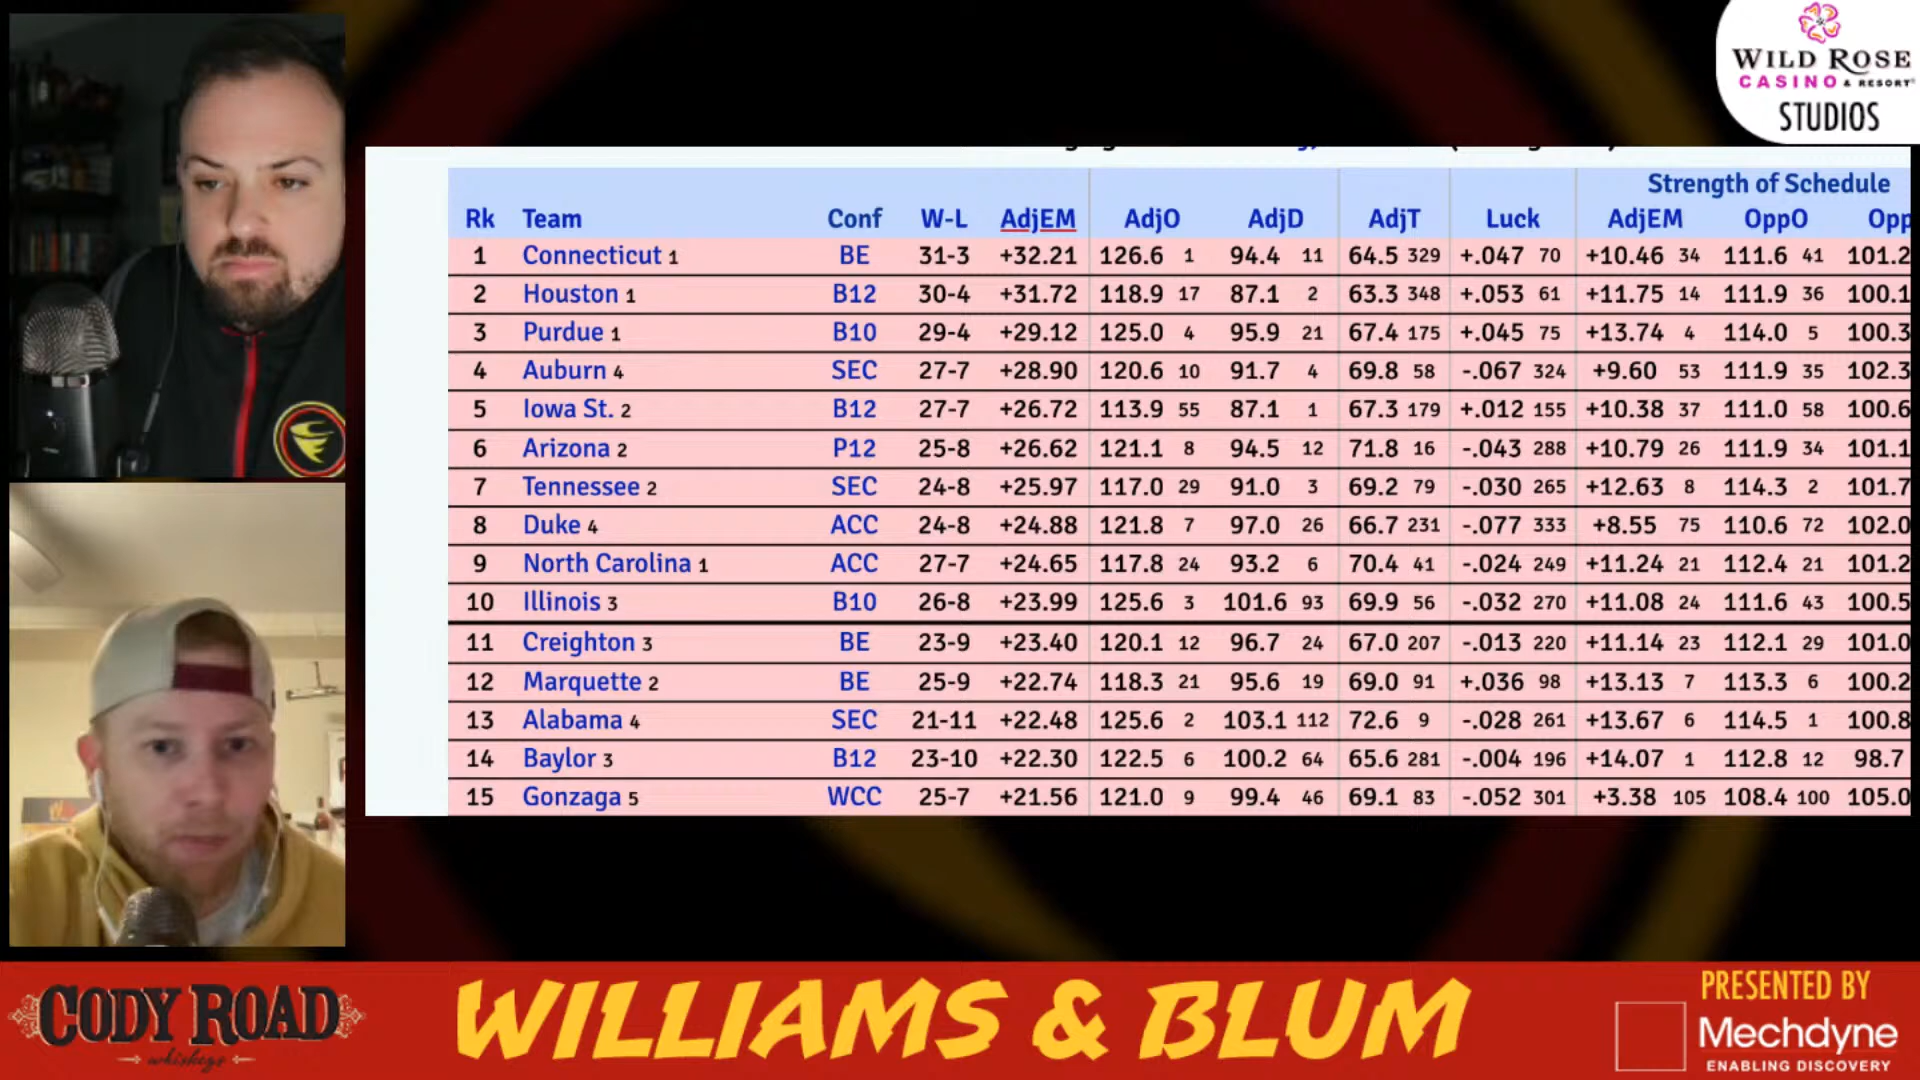 WILD ROSE
CASINO & RESORT
STUDIOS
Strength of Schedule
Rk Team Conf W-L AdjEM AdjO AdjD AdjT Luck AdjEM OppO Opp
1 Connecticut 1 BE 31-3 +32.21 126.6 1 94.4 11 64.5 329 +.047 70 +10.46 34 111.6 41 101.2
2 Houston 1 B12 30-4 +31.72 118.9 17 87.1 2 63.3 348 +.053 61 +11.75 14 111.9 36 100.1
3 Purdue 1 B10 29-4 +29.12 125.0 4 95.9 21 67.4 175 +.045 75 +13.74 4 114.0 5 100.3
4 Auburn 4 SEC 27-7 +28.90 120.6 10 91.7 4 69.8 58 -.067 324 +9.60 53 111.9 35 102.3
5 Iowa St. 2 B12 27-7 +26.72 113.9 55 87.1 1 67.3 179 +.012 155 +10.38 37 111.0 58 100.6
6 Arizona 2 P12 25-8 +26.62 121.1 8 94.5 12 71.8 16 -.043 288 +10.79 26 111.9 34 101.1
7 Tennessee 2 SEC 24-8 +25.97 117.0 29 91.0 3 69.2 79 -.030 265 +12.63 8 114.3 2 101.7
8 Duke 4 ACC 24-8 +24.88 121.8 7 97.0 26 66.7 231 -.077 333 +8.55 75 110.6 72 102.0
9 North Carolina 1 ACC 27-7 +24.65 117.8 24 93.2 6 70.4 41 -.024 249 +11.24 21 112.4 21 101.2
10 Illinois 3 B10 26-8 +23.99 125.6 3 101.6 93 69.9 56 -.032 270 +11.08 24 111.6 43 100.5
11 Creighton 3 BE 23-9 +23.40 120.1 12 96.7 24 67.0 207 -.013 220 +11.14 23 112.1 29 101.0
12 Marquette 2 BE 25-9 +22.74 118.3 21 95.6 19 69.0 91 +.036 98 +13.13 7 113.3 6 100.2
13 Alabama 4 SEC 21-11 +22.48 125.6 2 103.1 112 72.6 9 -.028 261 +13.67 6 114.5 1 100.8
14 Baylor 3 B12 23-10 +22.30 122.5 6 100.2 64 65.6 281 -.004 196 +14.07 1 112.8 12 98.7
15 Gonzaga 5 WCC 25-7 +21.56 121.0 9 99.4 46 69.1 83 -.052 301 +3.38 105 108.4 100 105.0
CODY ROAD
whiskeys
WILLIAMS & BLUM
PRESENTED BY
Mechdyne
ENABLING DISCOVERY